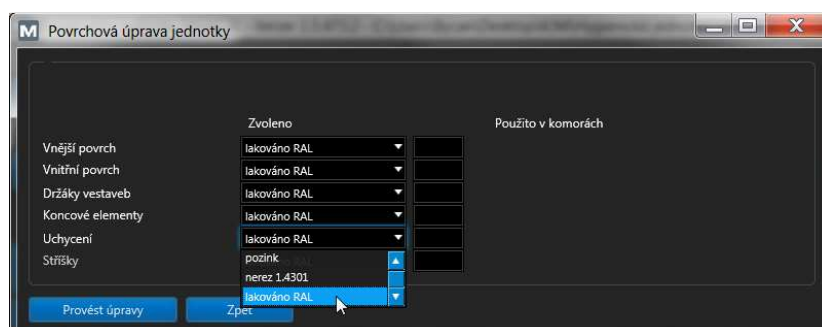 M Povrchová úprava jednotky
Zvoleno Použito v komorách
Vnější povrch lakováno RAL
Vnitřní povrch lakováno RAL
Držáky vestaveb lakováno RAL
Koncové elementy lakováno RAL
Uchycení lakováno RAL
Stříšky pozink
nerez 1.4301
lakováno RAL
Provést úpravy Zpět